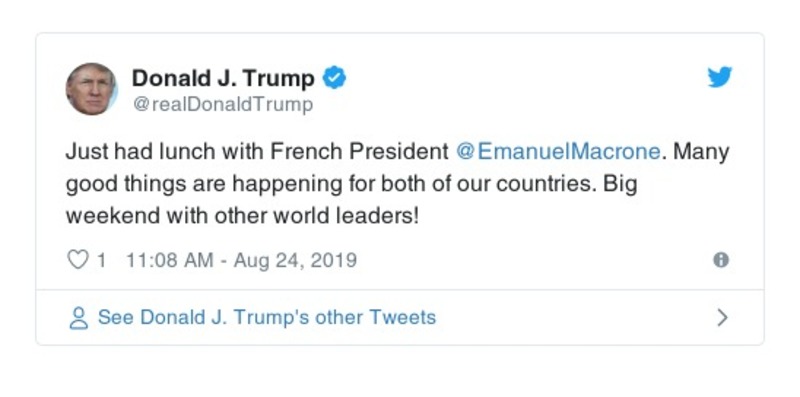 Donald J. Trump
@realDonaldTrump
Just had lunch with French President @EmanuelMacrone. Many
good things are happening for both of our countries. Big
weekend with other world leaders!
1 11:08 AM - Aug 24, 2019
See Donald J. Trump's other Tweets